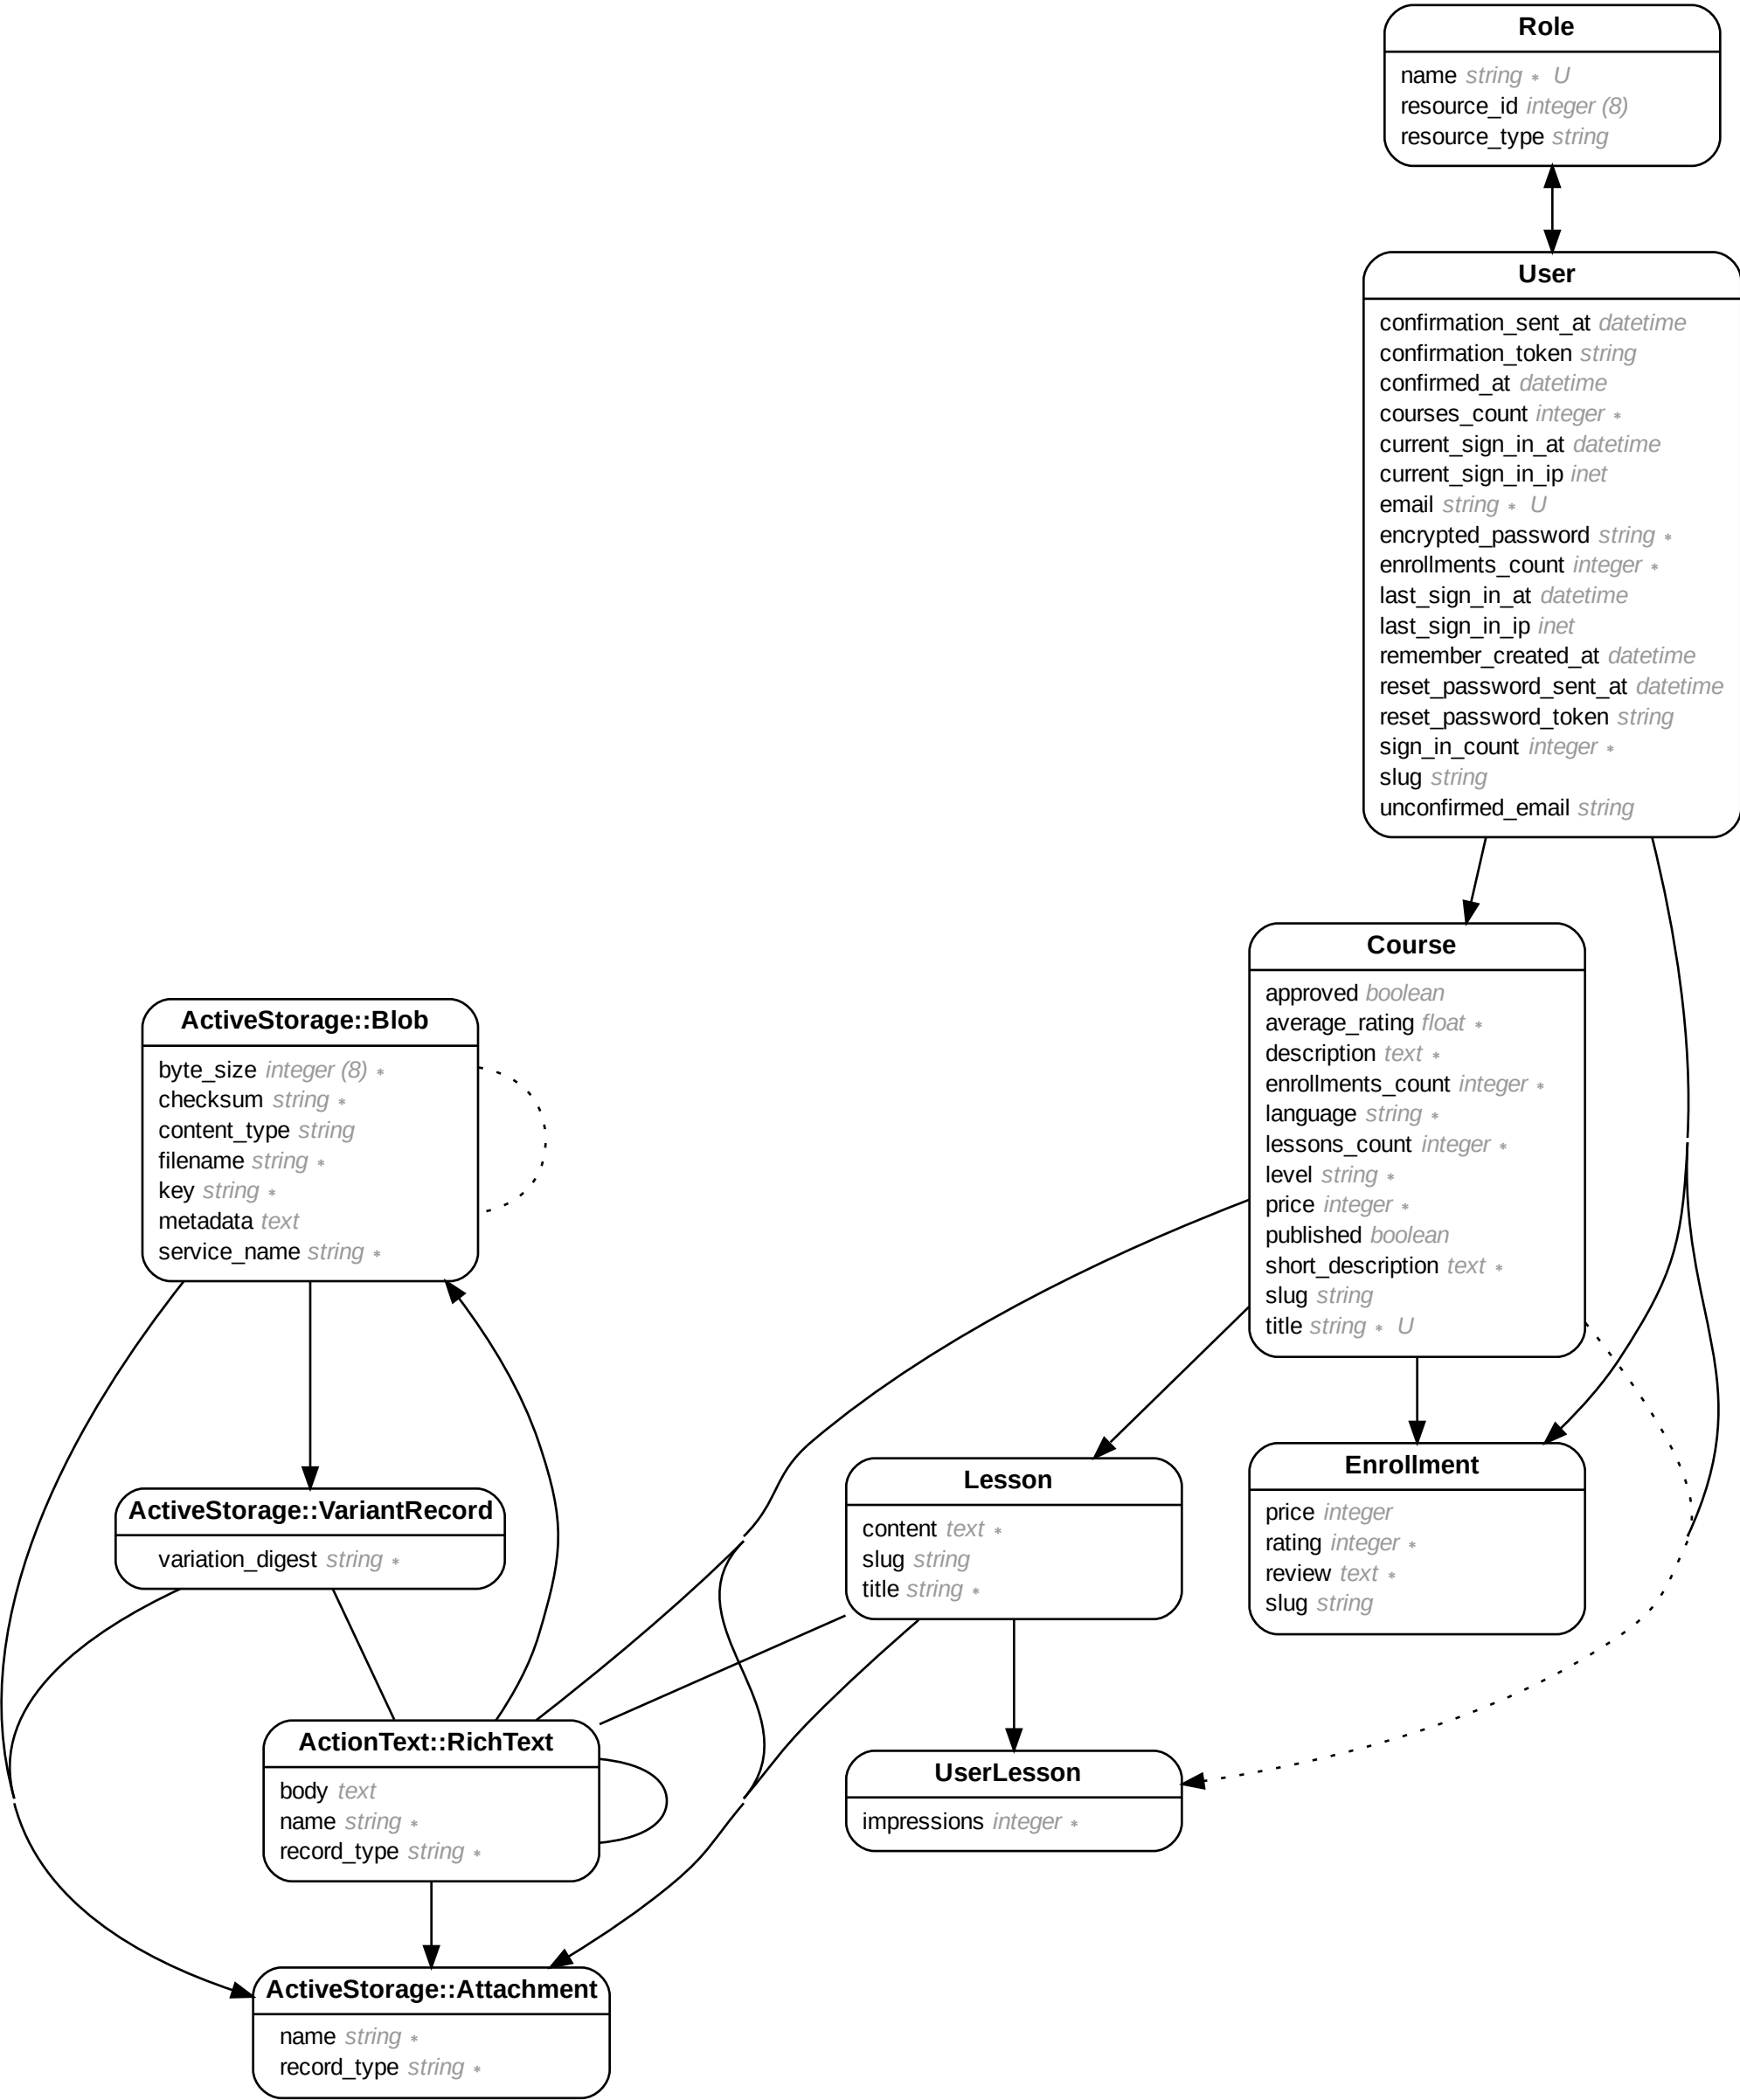 Role
name string * U
resource_id integer (8)
resource_type string
User
confirmation_sent_at datetime
confirmation_token string
confirmed_at datetime
courses_count integer *
current_sign_in_at datetime
current_sign_in_ip inet
email string * U
encrypted_password string *
enrollments_count integer *
last_sign_in_at datetime
last_sign_in_ip inet
remember_created_at datetime
reset_password_sent_at datetime
reset_password_token string
sign_in_count integer *
slug string
unconfirmed_email string
Course
approved boolean
average_rating float *
description text *
enrollments_count integer *
language string *
lessons_count integer *
level string *
price integer *
published boolean
short_description text *
slug string
title string * U
ActiveStorage::Blob
byte_size integer (8) *
checksum string *
content_type string
filename string *
key string *
metadata text
service_name string *
Enrollment
price integer
rating integer *
review text *
slug string
Lesson
content text *
slug string
title string *
ActiveStorage::VariantRecord
variation_digest string *
ActionText::RichText
body text
name string *
record_type string *
UserLesson
impressions integer *
ActiveStorage::Attachment
name string *
record_type string *